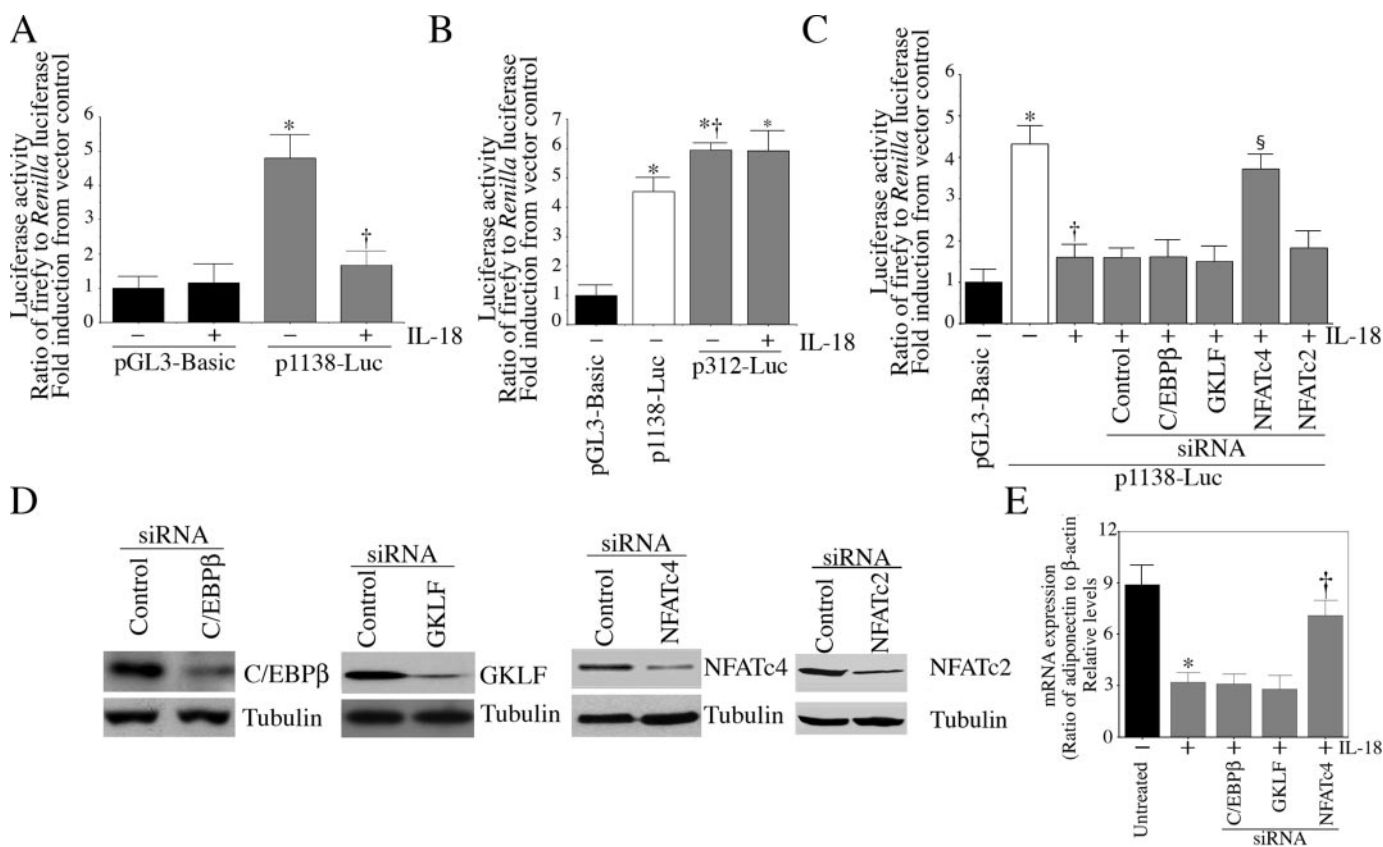 A
Luciferase activity
Ratio of firefy to Renilla luciferase
Fold induction from vector control
6
5
4
3
2
1
0
*
†
− + − + IL-18
pGL3-Basic p1138-Luc
B
Luciferase activity
Ratio of firefy to Renilla luciferase
Fold induction from vector control
7
6
5
4
3
2
1
0
*
*†
*
− − − + IL-18
pGL3-Basic
p1138-Luc
p312-Luc
C
Luciferase activity
Ratio of firefy to Renilla luciferase
Fold induction from vector control
6
5
4
3
2
1
0
*
†
§
− − + + + + + + IL-18
pGL3-Basic
Control
C/EBPβ
GKLF
NFATc4
NFATc2
siRNA
p1138-Luc
D
siRNA
Control
C/EBPβ
C/EBPβ
Tubulin
siRNA
Control
GKLF
GKLF
Tubulin
siRNA
Control
NFATc4
NFATc4
Tubulin
siRNA
Control
NFATc2
NFATc2
Tubulin
E
mRNA expression
(Ratio of adiponectin to β-actin
Relative levels
12
9
6
3
0
*
†
− + + + + IL-18
Untreated
C/EBPβ
GKLF
NFATc4
siRNA